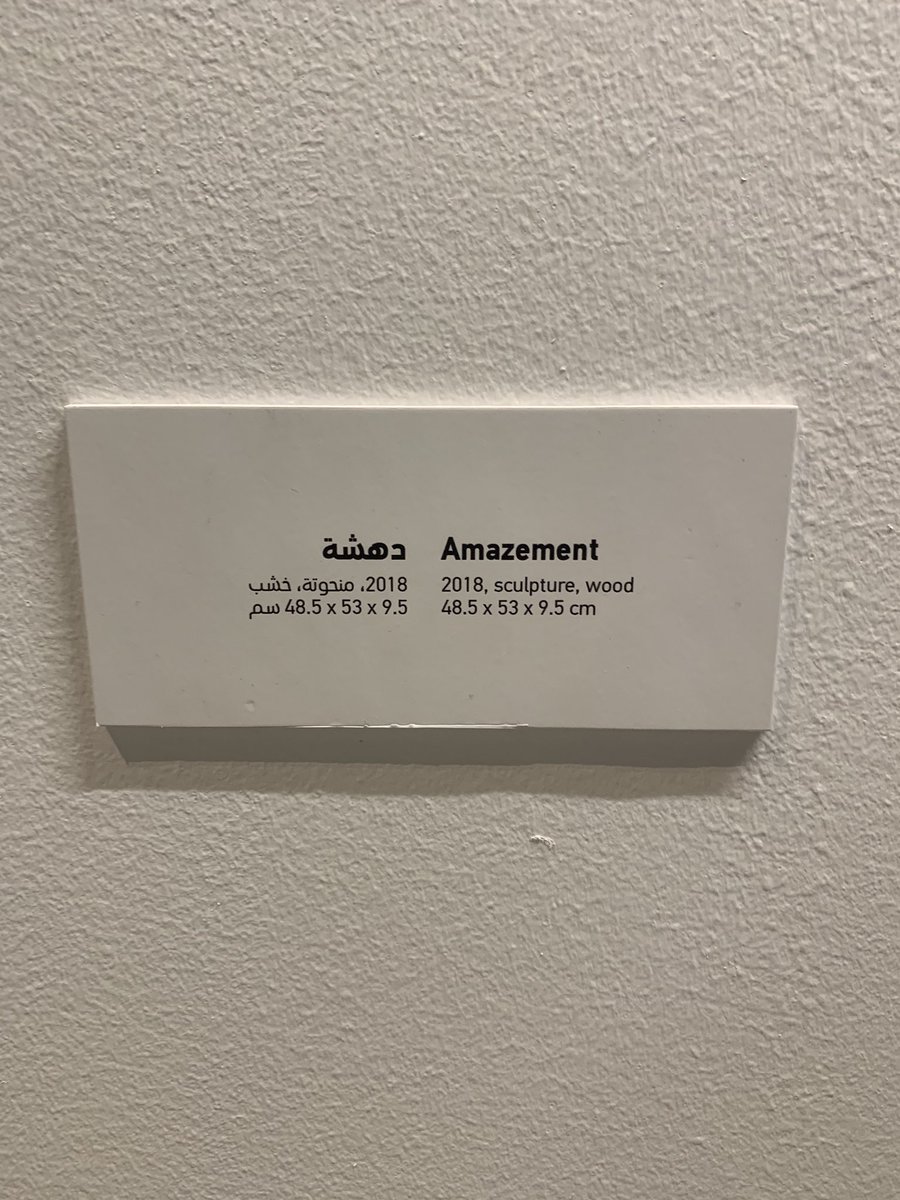 دهشة
2018، منحوتة، خشب
48.5 x 53 x 9.5 سم
Amazement
2018, sculpture, wood
48.5 x 53 x 9.5 cm